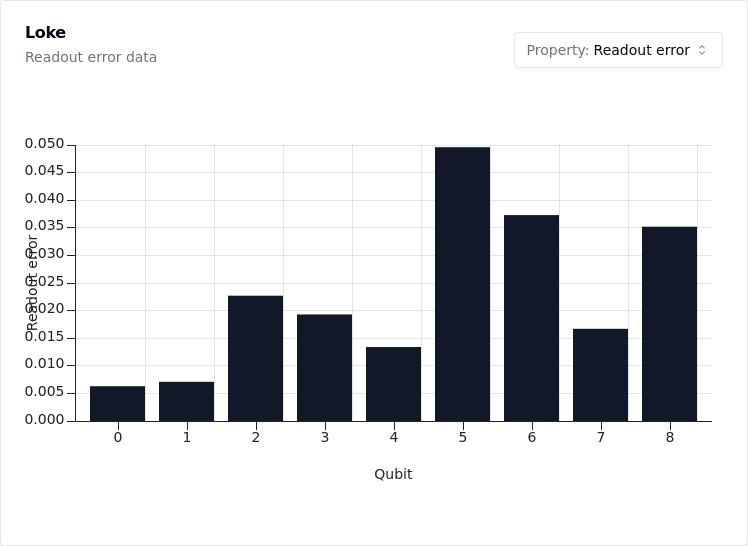 Loke
Readout error data
Property: Readout error
0.050
0.045
0.040
0.035
0.030
0.025
0.020
0.015
0.010
0.005
0.000
Readout error
0 1 2 3 4 5 6 7 8
Qubit